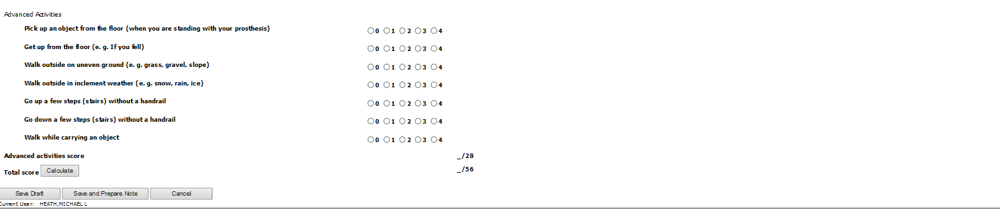 Advanced Activities
Pick up an object from the floor (when you are standing with your prosthesis) 0 1 2 3 4
Get up from the floor (e. g. If you fell) 0 1 2 3 4
Walk outside on uneven ground (e. g. grass, gravel, slope) 0 1 2 3 4
Walk outside in inclement weather (e. g. snow, rain, ice) 0 1 2 3 4
Go up a few steps (stairs) without a handrail 0 1 2 3 4
Go down a few steps (stairs) without a handrail 0 1 2 3 4
Walk while carrying an object 0 1 2 3 4
Advanced activities score _/28
Total score Calculate _/56
Save Draft Save and Prepare Note Cancel
Current User: HEATH,MICHAEL L